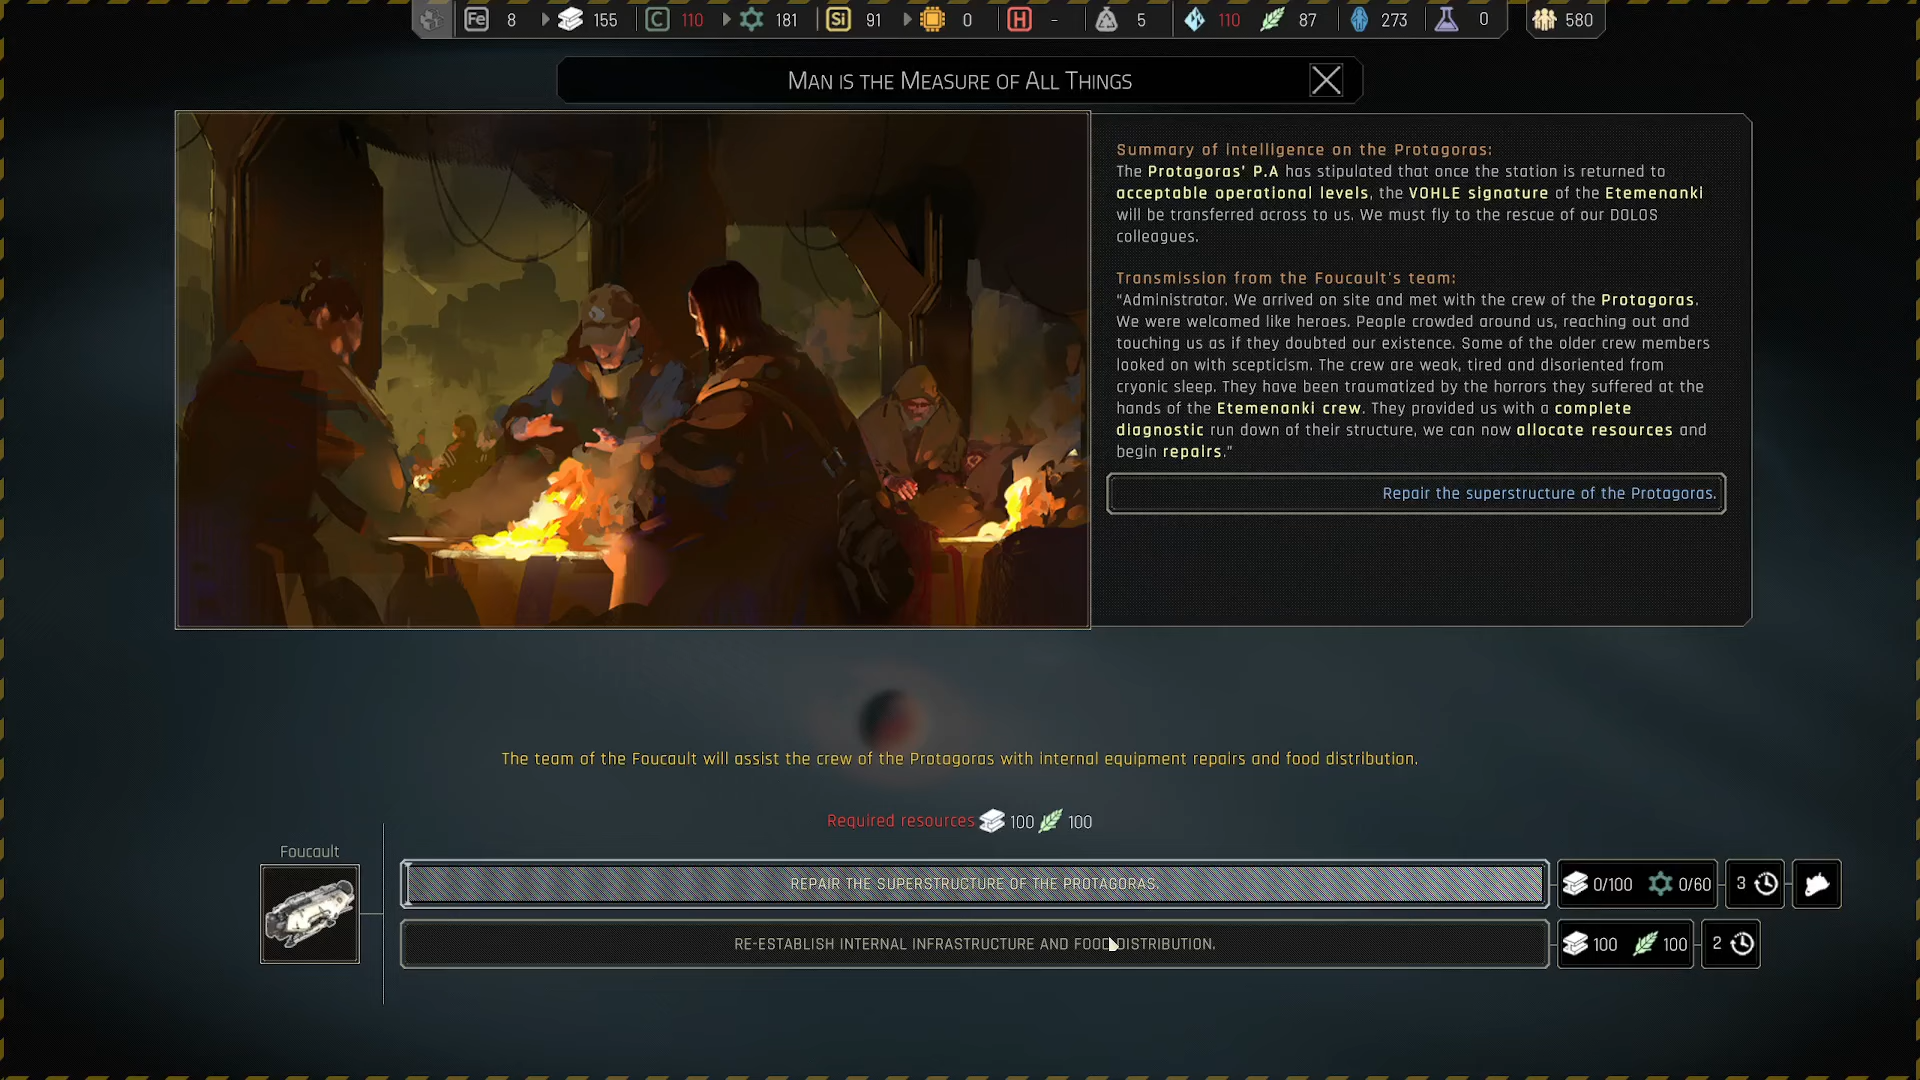 Fe 8 155 C 110 181 Si 91 0 H - 5 110 87 273 0 580
Man is the Measure of All Things
Summary of intelligence on the Protagoras:
The Protagoras' P.A has stipulated that once the station is returned to
acceptable operational levels, the VOHLE signature of the Etemenanki
will be transferred across to us. We must fly to the rescue of our DOLOS
colleagues.
Transmission from the Foucault's team:
"Administrator. We arrived on site and met with the crew of the Protagoras.
We were welcomed like heroes. People crowded around us, reaching out and
touching us as if they doubted our existence. Some of the older crew members
looked on with scepticism. The crew are weak, tired and disoriented from
cryonic sleep. They have been traumatized by the horrors they suffered at the
hands of the Etemenanki crew. They provided us with a complete
diagnostic run down of their structure, we can now allocate resources and
begin repairs."
Repair the superstructure of the Protagoras.
The team of the Foucault will assist the crew of the Protagoras with internal equipment repairs and food distribution.
Required resources 100 100
Foucault
REPAIR THE SUPERSTRUCTURE OF THE PROTAGORAS. 0/100 0/60 3
RE-ESTABLISH INTERNAL INFRASTRUCTURE AND FOOD DISTRIBUTION. 100 100 2